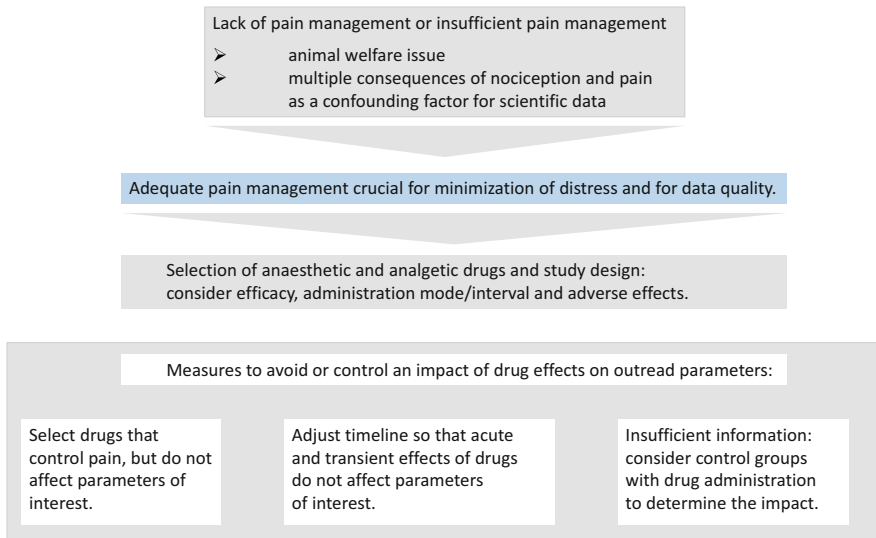 Lack of pain management or insufficient pain management
➢ animal welfare issue
➢ multiple consequences of nociception and pain
as a confounding factor for scientific data
Adequate pain management crucial for minimization of distress and for data quality.
Selection of anaesthetic and analgetic drugs and study design:
consider efficacy, administration mode/interval and adverse effects.
Measures to avoid or control an impact of drug effects on outread parameters:
Select drugs that
control pain, but do not
affect parameters of
interest.
Adjust timeline so that acute
and transient effects of drugs
do not affect parameters
of interest.
Insufficient information:
consider control groups
with drug administration
to determine the impact.